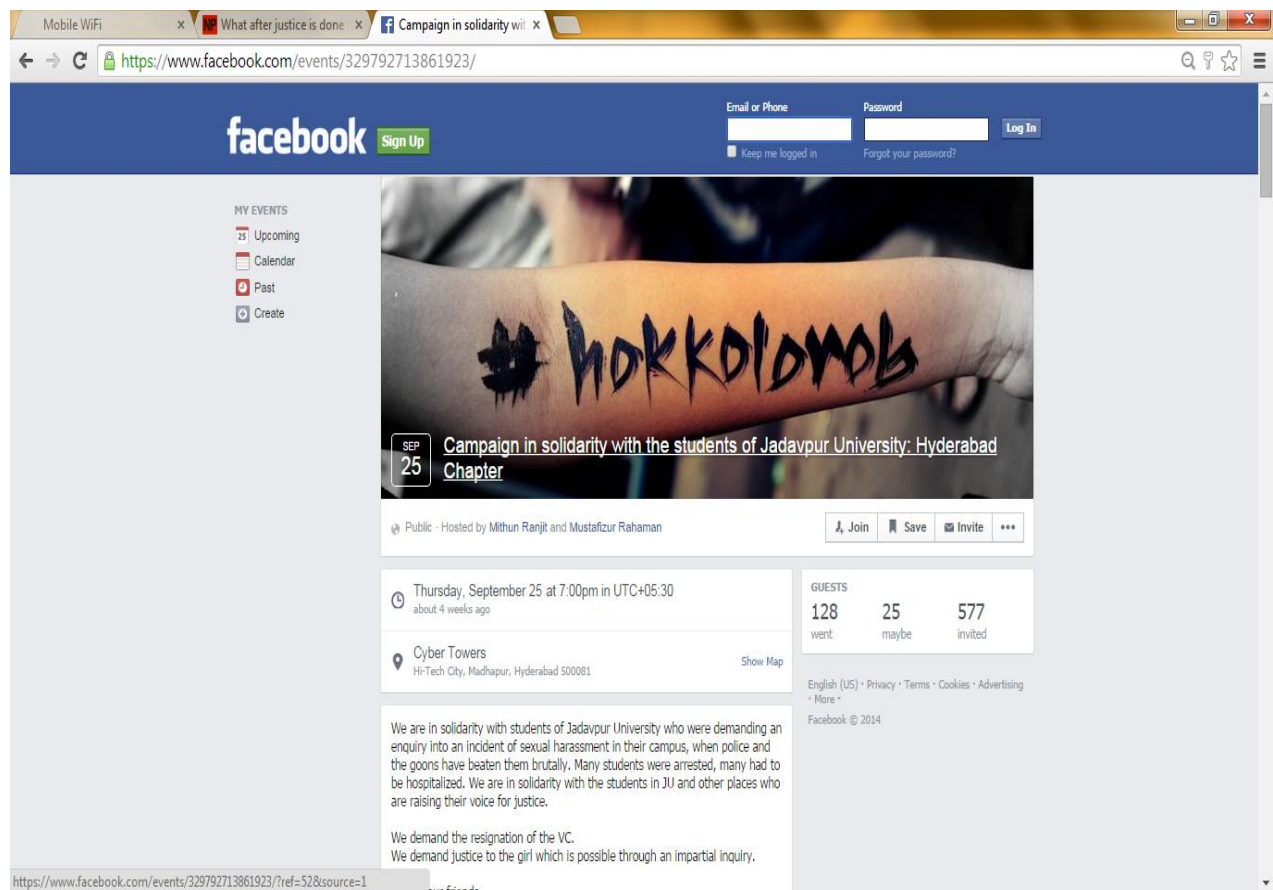 Mobile WiFi
NP What after justice is done
Campaign in solidarity wit
https://www.facebook.com/events/329792713861923/
facebook
Sign Up
Email or Phone
Password
Log In
Keep me logged in
Forgot your password?
MY EVENTS
25 Upcoming
Calendar
Past
Create
# hokkolorob
SEP
25
Campaign in solidarity with the students of Jadavpur University: Hyderabad
Chapter
Public · Hosted by Mithun Ranjit and Mustafizur Rahaman
Join
Save
Invite
Thursday, September 25 at 7:00pm in UTC+05:30
about 4 weeks ago
Cyber Towers
Hi-Tech City, Madhapur, Hyderabad 500081
Show Map
GUESTS
128 25 577
went maybe invited
English (US) · Privacy · Terms · Cookies · Advertising
· More
Facebook © 2014
We are in solidarity with students of Jadavpur University who were demanding an
enquiry into an incident of sexual harassment in their campus, when police and
the goons have beaten them brutally. Many students were arrested, many had to
be hospitalized. We are in solidarity with the students in JU and other places who
are raising their voice for justice.
We demand the resignation of the VC.
We demand justice to the girl which is possible through an impartial inquiry.
friends
https://www.facebook.com/events/329792713861923/?ref=52&source=1